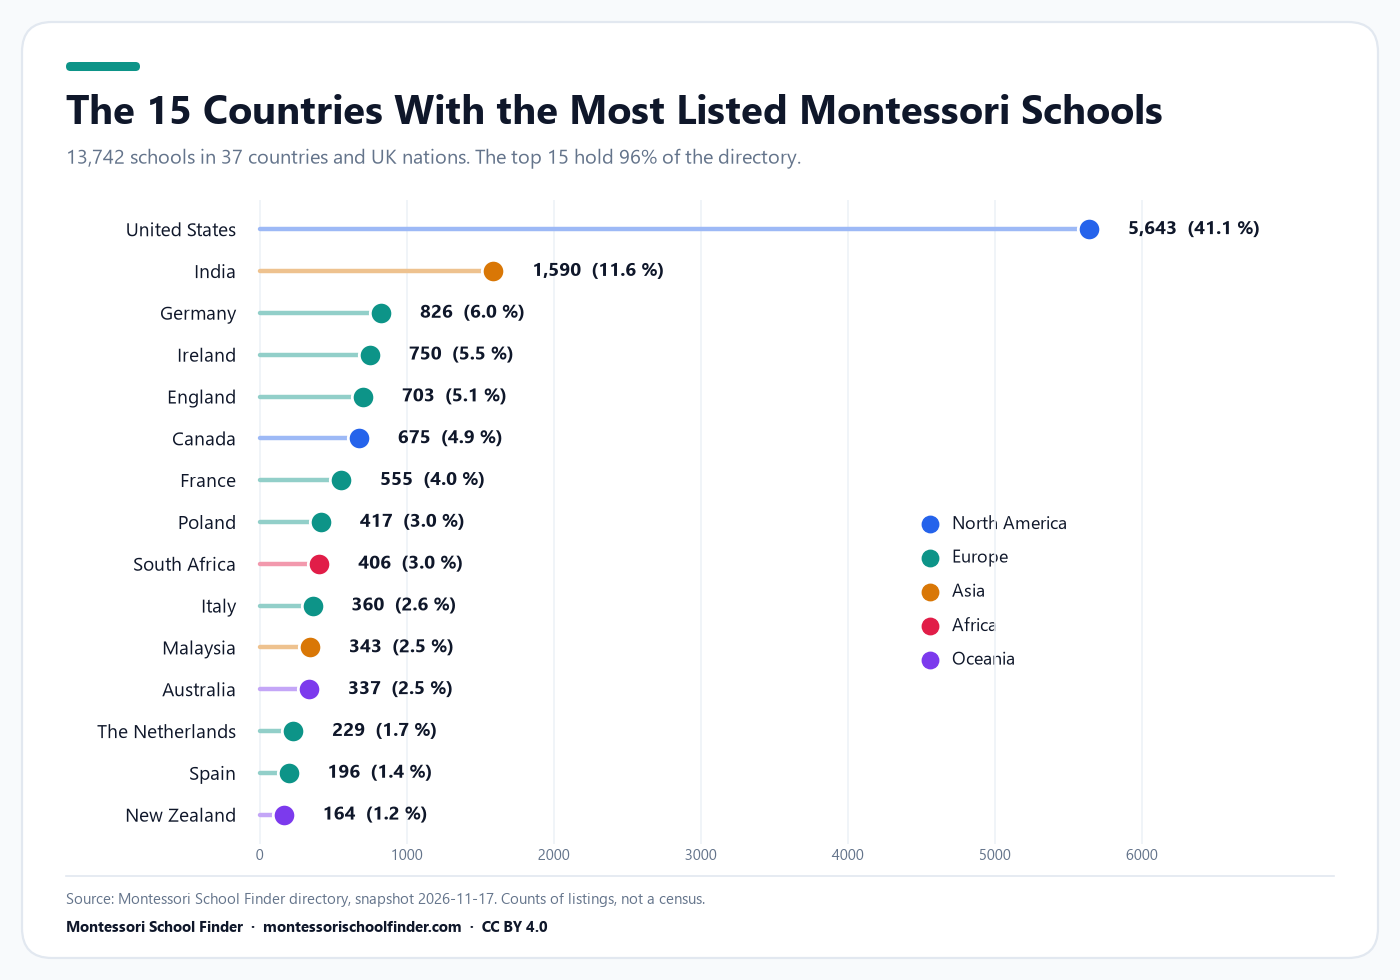 The 15 Countries With the Most Listed Montessori Schools
13,742 schools in 37 countries and UK nations. The top 15 hold 96% of the directory.
United States 5,643 (41.1 %)
India 1,590 (11.6 %)
Germany 826 (6.0 %)
Ireland 750 (5.5 %)
England 703 (5.1 %)
Canada 675 (4.9 %)
France 555 (4.0 %)
Poland 417 (3.0 %)
South Africa 406 (3.0 %)
Italy 360 (2.6 %)
Malaysia 343 (2.5 %)
Australia 337 (2.5 %)
The Netherlands 229 (1.7 %)
Spain 196 (1.4 %)
New Zealand 164 (1.2 %)
North America
Europe
Asia
Africa
Oceania
0 1000 2000 3000 4000 5000 6000
Source: Montessori School Finder directory, snapshot 2026-11-17. Counts of listings, not a census.
Montessori School Finder · montessorischoolfinder.com · CC BY 4.0